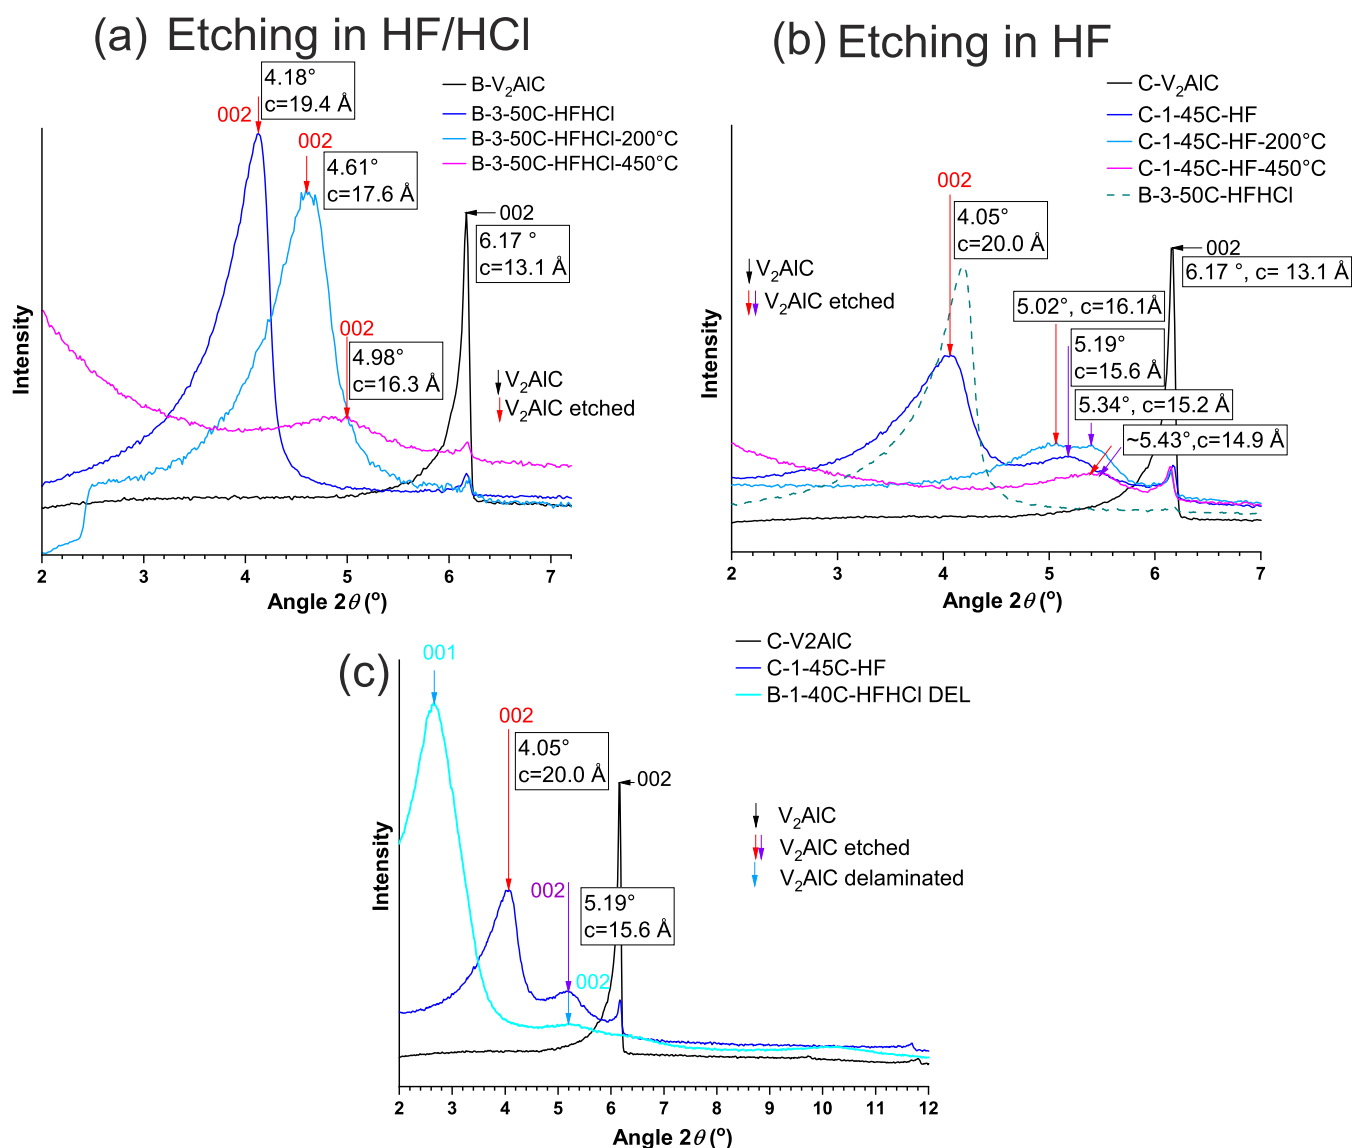 (a) Etching in HF/HCl
B-V₂AlC
B-3-50C-HFHCl
B-3-50C-HFHCl-200°C
B-3-50C-HFHCl-450°C
002
4.18°
c=19.4 Å
002
4.61°
c=17.6 Å
002
6.17 °
c=13.1 Å
002
4.98°
c=16.3 Å
V₂AlC
V₂AlC etched
Intensity
2 3 4 5 6 7
Angle 2θ (°)
(b) Etching in HF
C-V₂AlC
C-1-45C-HF
C-1-45C-HF-200°C
C-1-45C-HF-450°C
B-3-50C-HFHCl
002
4.05°
c=20.0 Å
002
6.17 °, c= 13.1 Å
V₂AlC
V₂AlC etched
5.02°, c=16.1Å
5.19°
c=15.6 Å
5.34°, c=15.2 Å
~5.43°,c=14.9 Å
Intensity
2 3 4 5 6 7
Angle 2θ (°)
(c)
C-V2AlC
C-1-45C-HF
B-1-40C-HFHCl DEL
001
002
4.05°
c=20.0 Å
002
002
5.19°
c=15.6 Å
002
V₂AlC
V₂AlC etched
V₂AlC delaminated
Intensity
2 3 4 5 6 7 8 9 10 11 12
Angle 2θ (°)